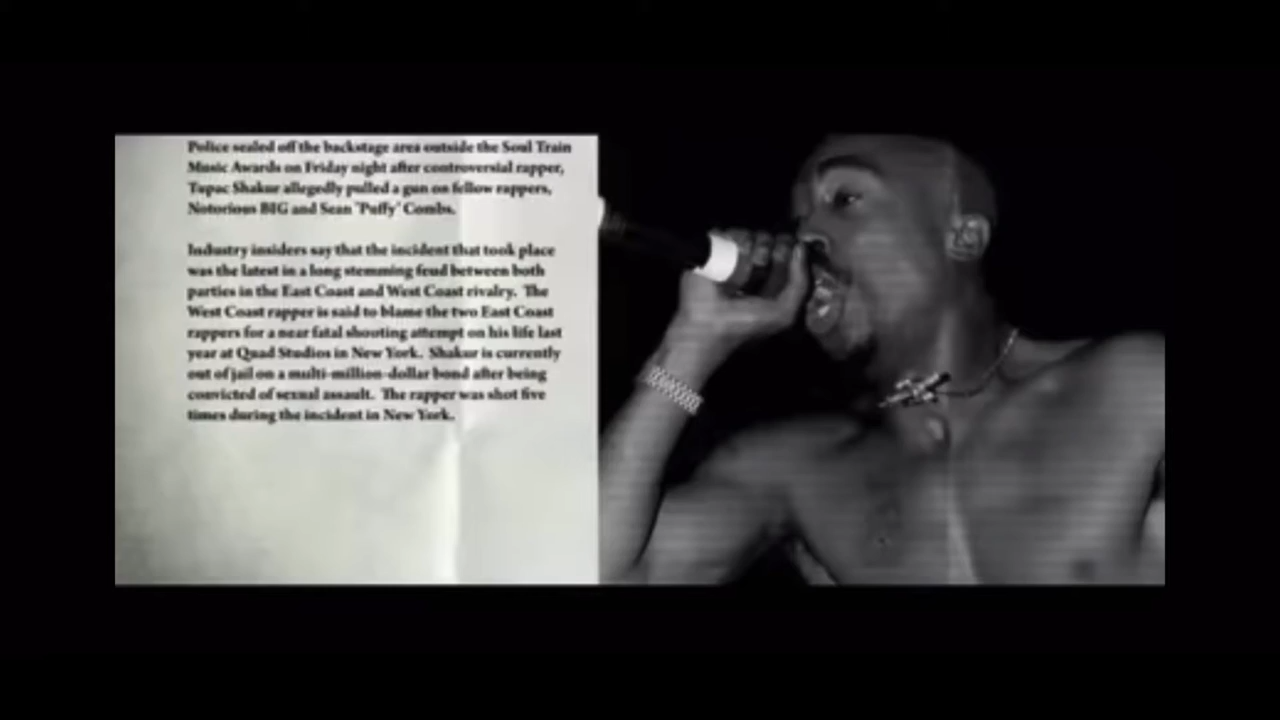 Police sealed off the backstage area outside the Soul Train
Music Awards on Friday night after controversial rapper,
Tupac Shakur allegedly pulled a gun on fellow rappers,
Notorious BIG and Sean "Puffy" Combs.
Industry insiders say that the incident that took place
was the latest in a long stemming feud between both
parties in the East Coast and West Coast rivalry. The
West Coast rapper is said to blame the two East Coast
rappers for a near fatal shooting attempt on his life last
year at Quad Studios in New York. Shakur is currently
out of jail on a multi-million-dollar bond after being
convicted of sexual assault. The rapper was shot five
times during the incident in New York.